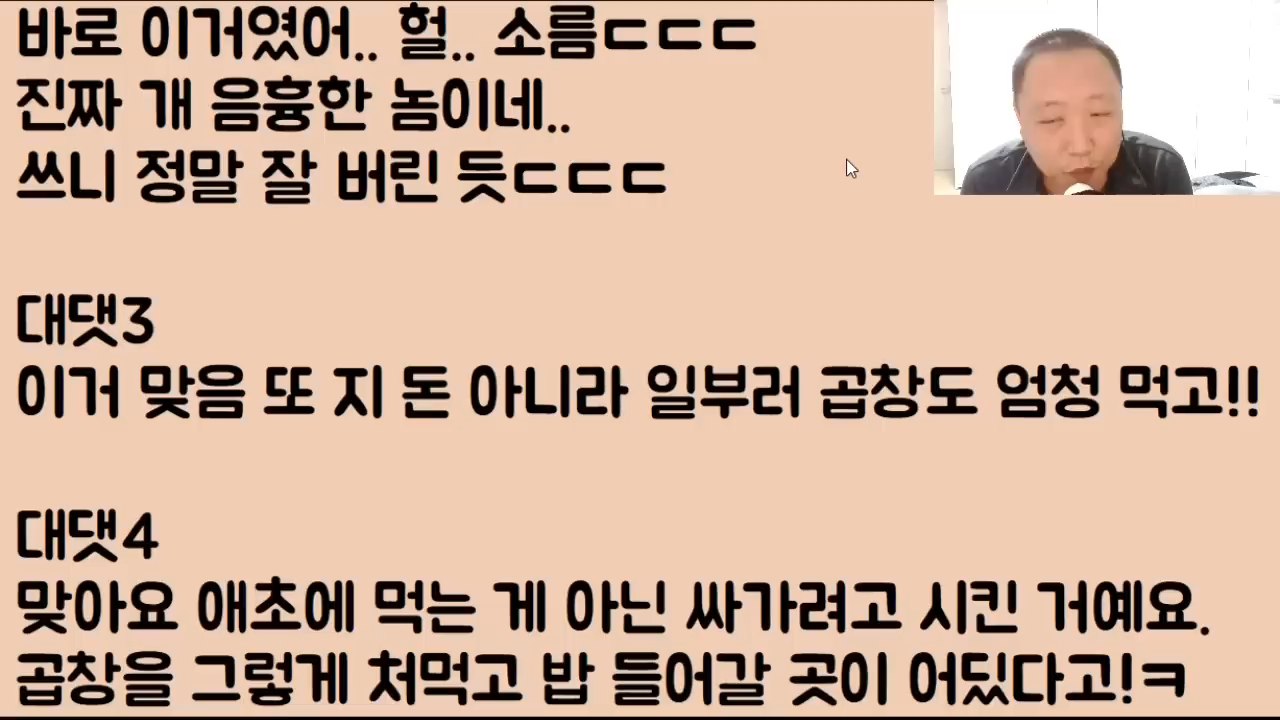 바로 이거였어.. 헐.. 소름ㄷㄷㄷ
진짜 개 음흉한 놈이네..
쓰니 정말 잘 버린 듯ㄷㄷㄷ
대댓3
이거 맞음 또 지 돈 아니라 일부러 곱창도 엄청 먹고!!
대댓4
맞아요 애초에 먹는 게 아닌 싸가려고 시킨 거예요.
곱창을 그렇게 처먹고 밥 들어갈 곳이 어딨다고!ㅋ